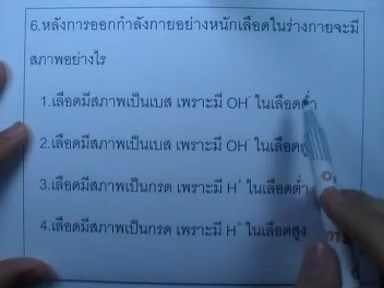 6.หลังการออกกำลังกายอย่างหนักเลือดในร่างกายจะมี
สภาพอย่างไร
1.เลือดมีสภาพเป็นเบส เพราะมี OH⁻ ในเลือดต่ำ
2.เลือดมีสภาพเป็นเบส เพราะมี OH⁻ ในเลือด
3.เลือดมีสภาพเป็นกรด เพราะมี H⁺ ในเลือดต่ำ
4.เลือดมีสภาพเป็นกรด เพราะมี H⁺ ในเลือดสูง